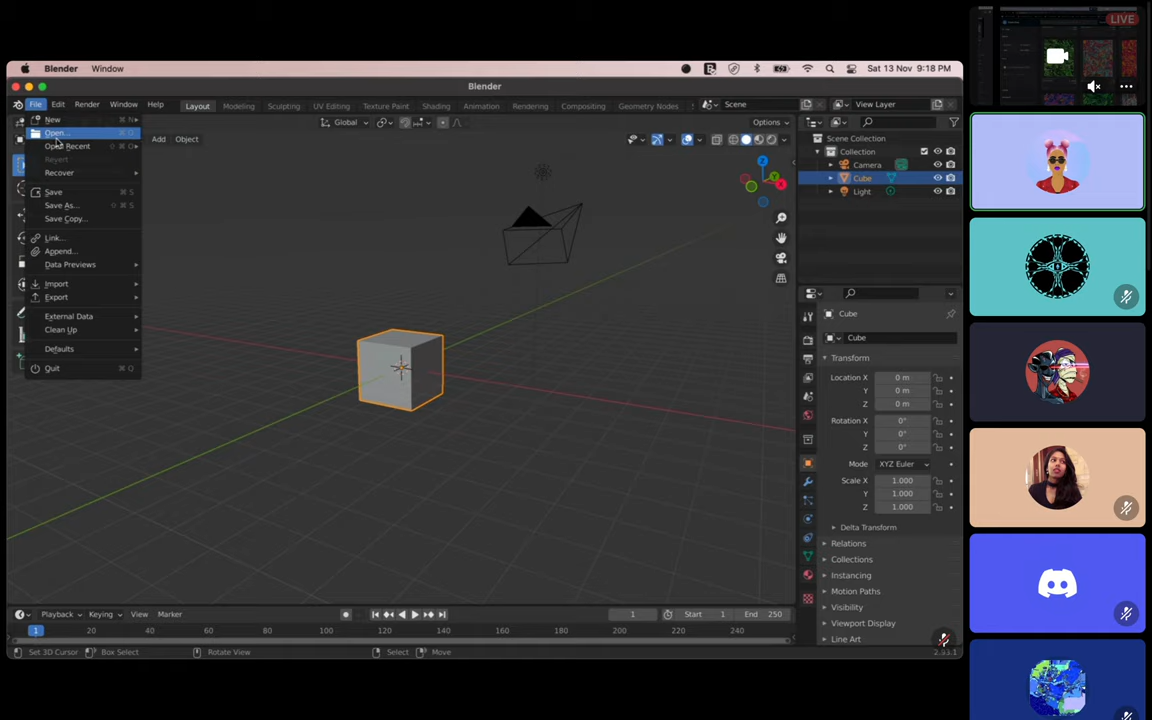 LIVE
Blender Window Sat 13 Nov 9:18 PM
Blender
File Edit Render Window Help Layout Modeling Sculpting UV Editing Texture Paint Shading Animation Rendering Compositing Geometry Nodes Scene View Layer
New ⌘ N
Open... ⌘ O
Open Recent ⇧ ⌘ O
Revert
Recover
Save ⌘ S
Save As... ⇧ ⌘ S
Save Copy...
Link...
Append...
Data Previews
Import
Export
External Data
Clean Up
Defaults
Quit ⌘ Q
Global Options
Add Object
Z
Y
X
Scene Collection
Collection
Camera
Cube
Light
Cube
Cube
Transform
Location X 0 m
Y 0 m
Z 0 m
Rotation X 0°
Y 0°
Z 0°
Mode XYZ Euler
Scale X 1.000
Y 1.000
Z 1.000
Delta Transform
Relations
Collections
Instancing
Motion Paths
Visibility
Viewport Display
Line Art
Playback Keying View Marker 1 Start 1 End 250
1 20 40 60 80 100 120 140 160 180 200 220 240
Set 3D Cursor Box Select Rotate View Select Move 2.93.1